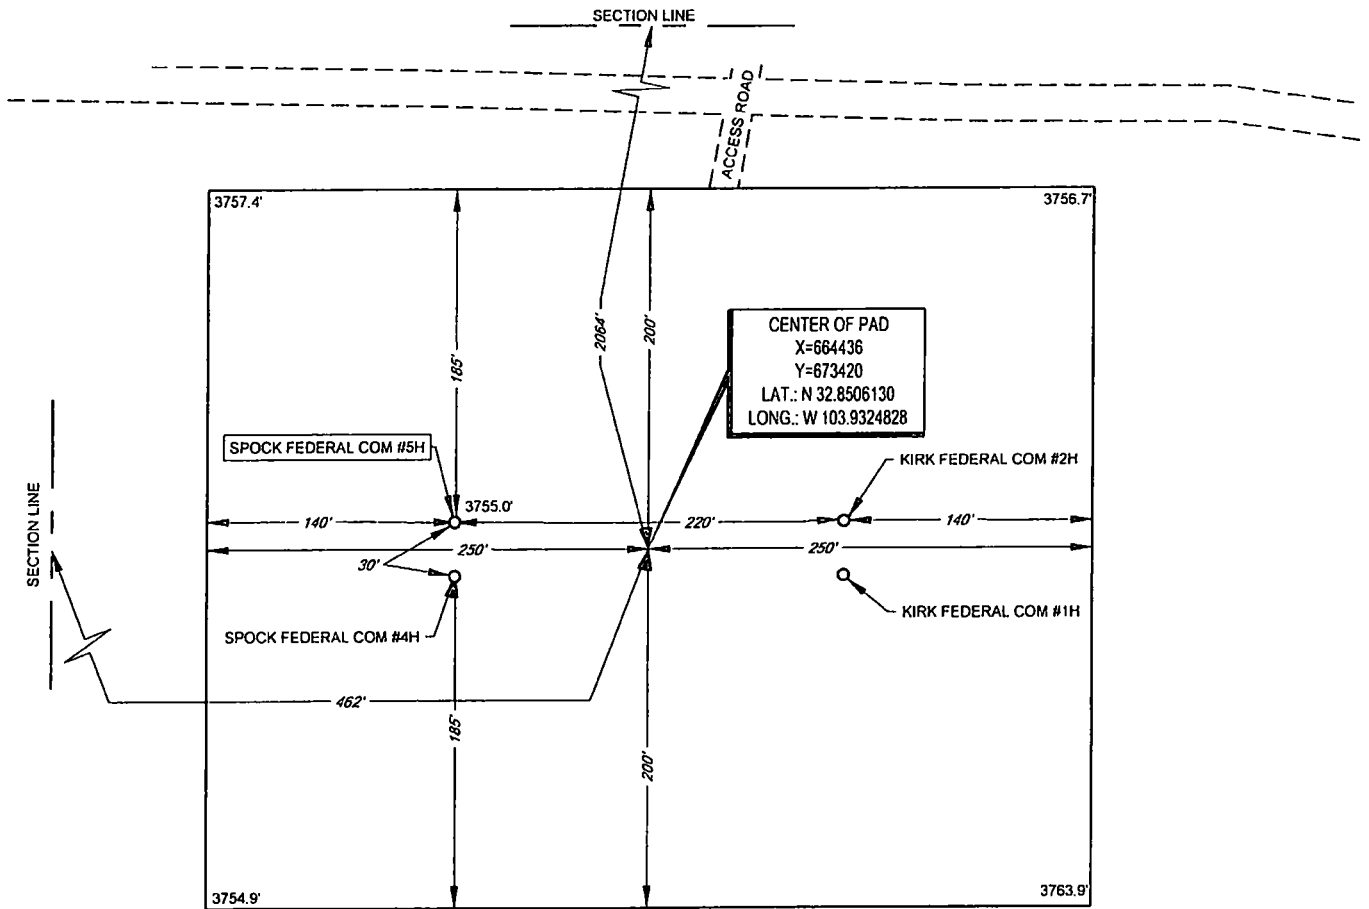 SECTION LINE
ACCESS ROAD
3757.4'
3756.7'
2064'
200'
185'
CENTER OF PAD
X=664436
Y=673420
LAT.: N 32.8506130
LONG.: W 103.9324828
SPOCK FEDERAL COM #5H
KIRK FEDERAL COM #2H
3755.0'
140'
220'
140'
250'
250'
30'
SECTION LINE
SPOCK FEDERAL COM #4H
KIRK FEDERAL COM #1H
462'
185'
200'
3754.9'
3763.9'